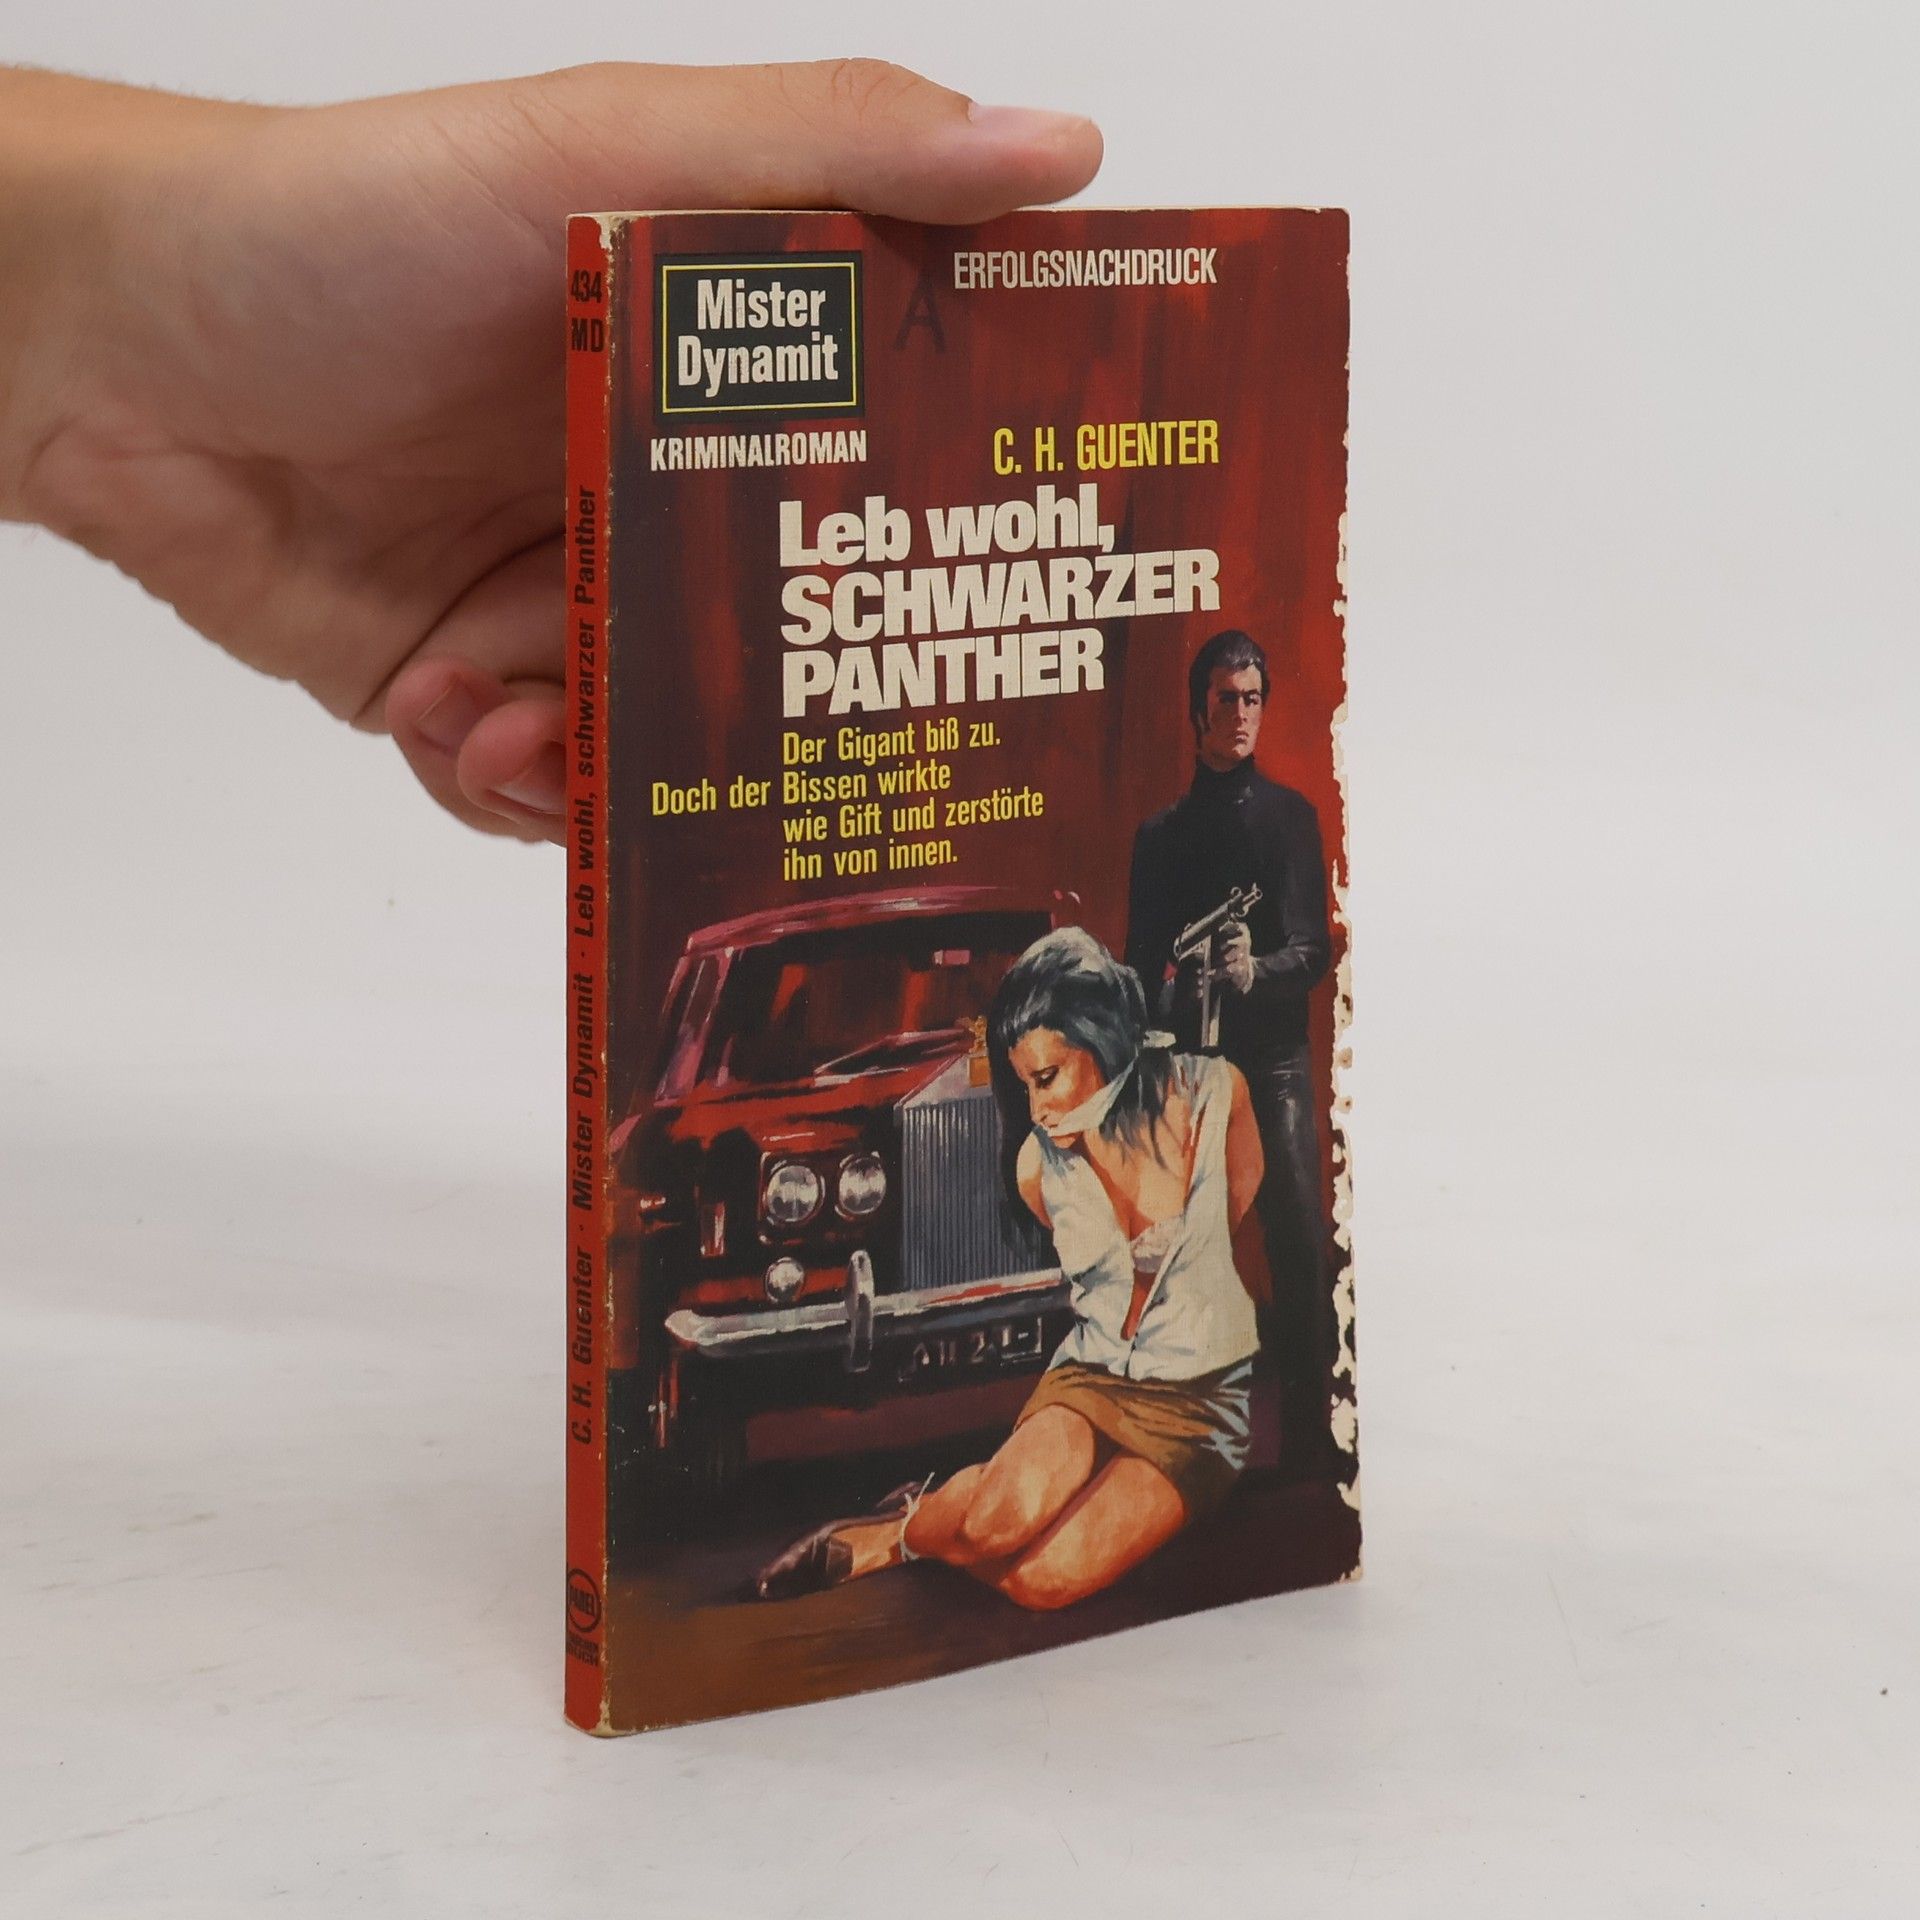 434
MD
C. H. Guenter · Mister Dynamit · Leb wohl, schwarzer Panther
ERFOLGSNACHDRUCK
Mister
Dynamit
KRIMINALROMAN
C. H. GUENTER
Leb wohl,
SCHWARZER
PANTHER
Der Gigant biß zu.
Doch der Bissen wirkte
wie Gift und zerstörte
ihn von innen.
A